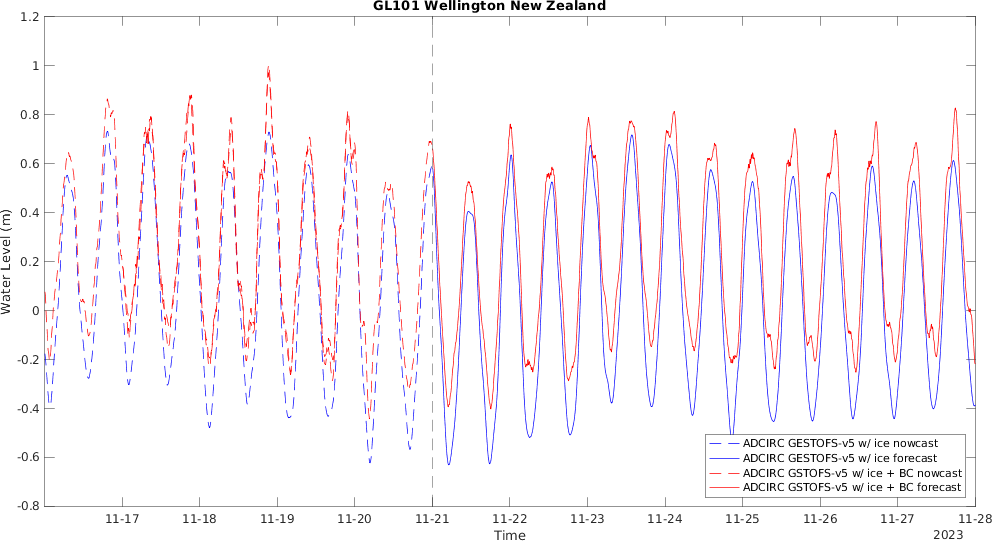 GL101 Wellington New Zealand
1.2
1
0.8
0.6
0.4
0.2
0
-0.2
-0.4
-0.6
-0.8
Water Level (m)
ADCIRC GESTOFS-v5 w/ ice nowcast
ADCIRC GESTOFS-v5 w/ ice forecast
ADCIRC GSTOFS-v5 w/ ice + BC nowcast
ADCIRC GSTOFS-v5 w/ ice + BC forecast
11-17 11-18 11-19 11-20 11-21 11-22 11-23 11-24 11-25 11-26 11-27 11-28
Time
2023